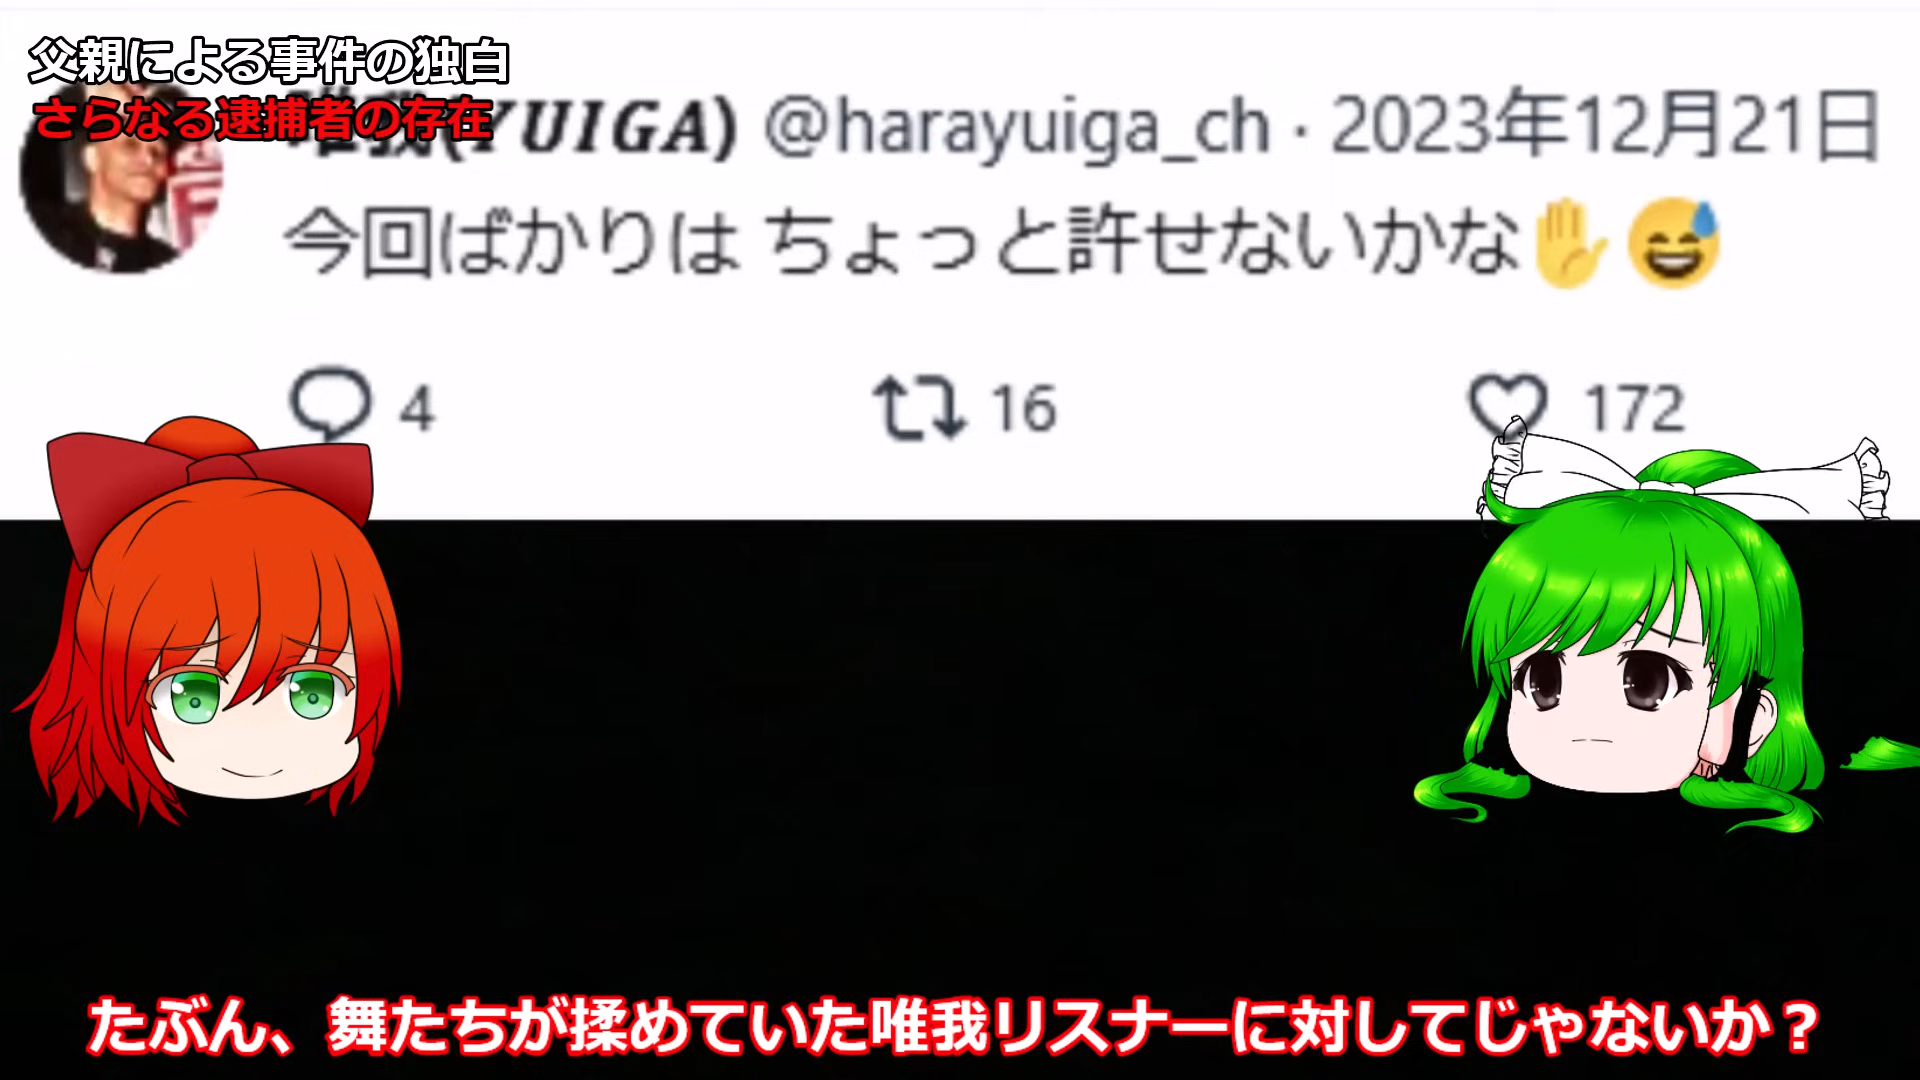 父親による事件の独白
さらなる逮捕者の存在
(YUIGA) @harayuiga_ch · 2023年12月21日
今回ばかりは ちょっと許せないかな✋😅
4 16 172
たぶん、舞たちが揉めていた唯我リスナーに対してじゃないか？